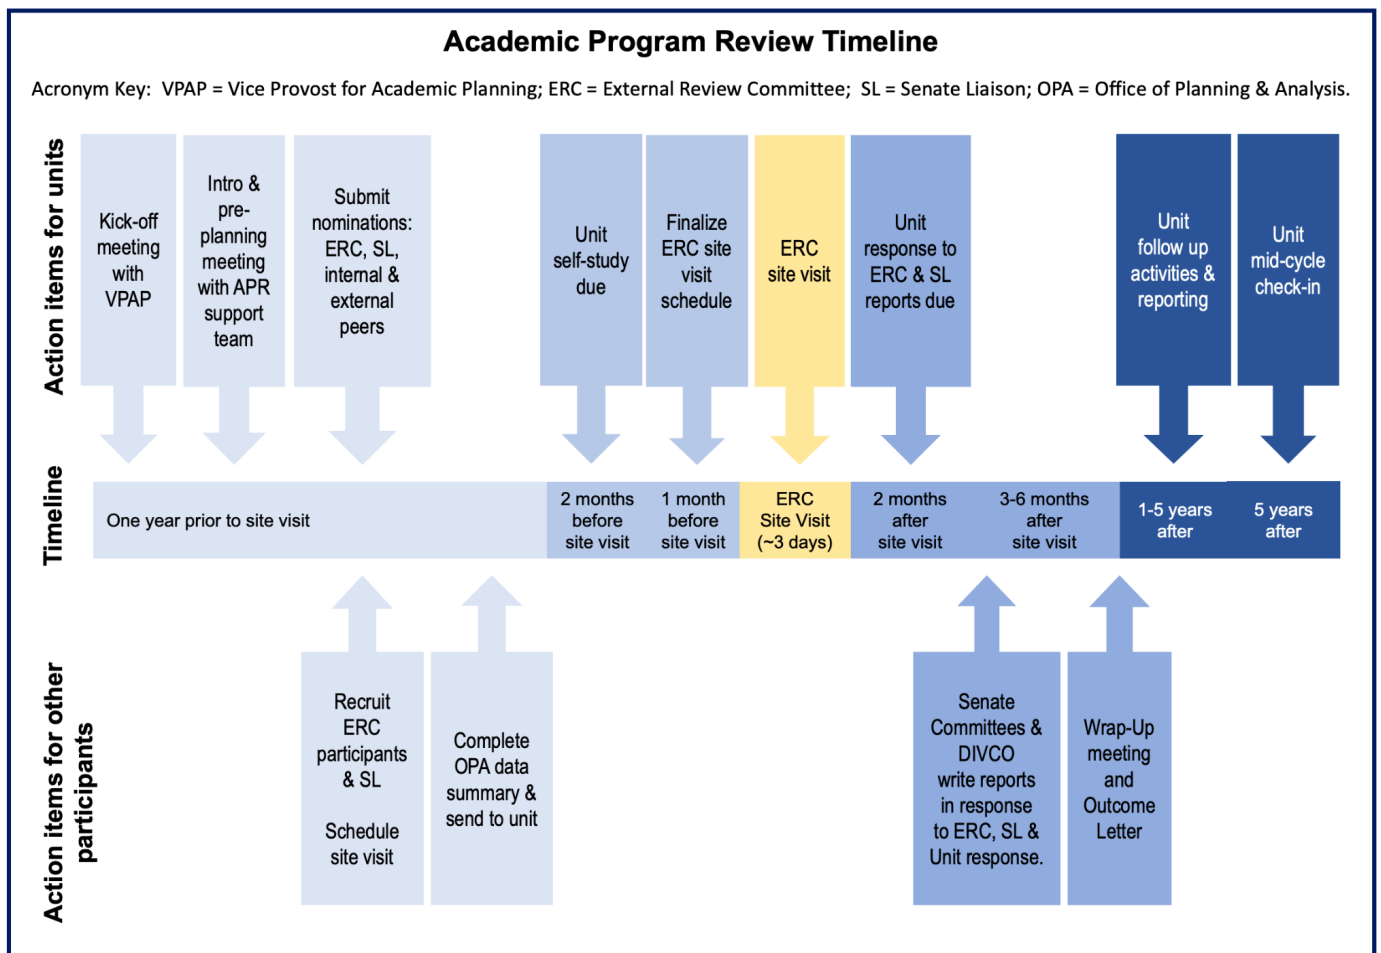 Academic Program Review Timeline
Acronym Key:  VPAP = Vice Provost for Academic Planning; ERC = External Review Committee;  SL = Senate Liaison; OPA = Office of Planning & Analysis.
Action items for units
Kick-off
meeting
with
VPAP
Intro &
pre-
planning
meeting
with APR
support
team
Submit
nominations:
ERC, SL,
internal &
external
peers
Unit
self-study
due
Finalize
ERC site
visit
schedule
ERC
site visit
Unit
response to
ERC & SL
reports due
Unit
follow up
activities &
reporting
Unit
mid-cycle
check-in
Timeline
One year prior to site visit
2 months
before
site visit
1 month
before
site visit
ERC
Site Visit
(~3 days)
2 months
after
site visit
3-6 months
after
site visit
1-5 years
after
5 years
after
Action items for other
participants
Recruit
ERC
participants
& SL
Schedule
site visit
Complete
OPA data
summary &
send to unit
Senate
Committees &
DIVCO
write reports
in response
to ERC, SL &
Unit response.
Wrap-Up
meeting
and
Outcome
Letter